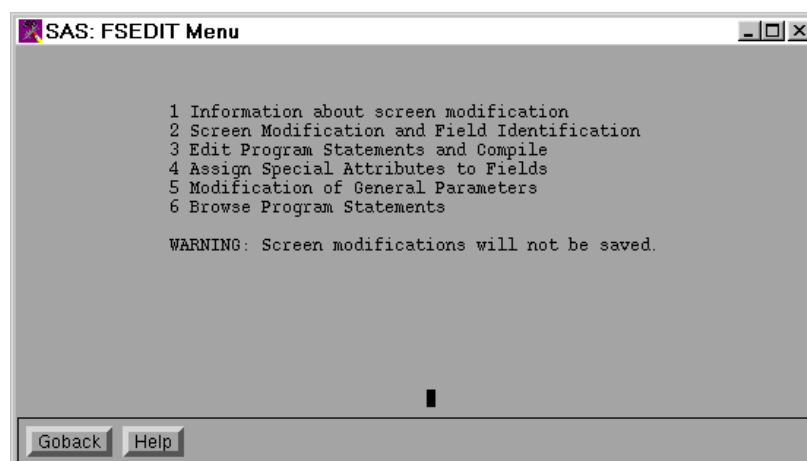 SAS: FSEDIT Menu
1 Information about screen modification
2 Screen Modification and Field Identification
3 Edit Program Statements and Compile
4 Assign Special Attributes to Fields
5 Modification of General Parameters
6 Browse Program Statements
WARNING: Screen modifications will not be saved.
Goback Help